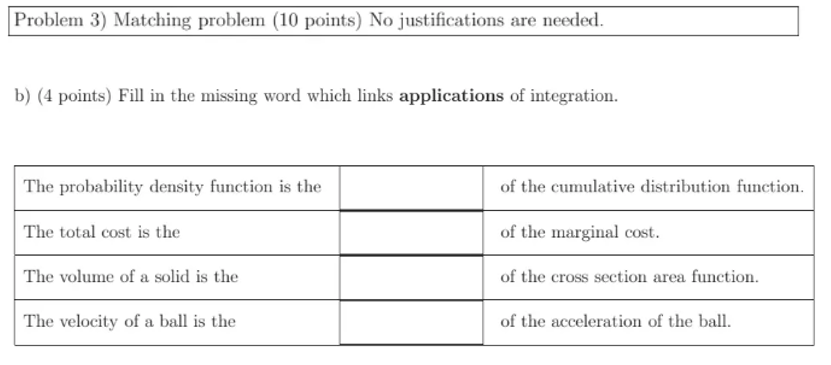 Problem 3) Matching problem (10 points) No justifications are needed.
b) (4 points) Fill in the missing word which links applications of integration.
The probability density function is the of the cumulative distribution function.
The total cost is the of the marginal cost.
The volume of a solid is the of the cross section area function.
The velocity of a ball is the of the acceleration of the ball.